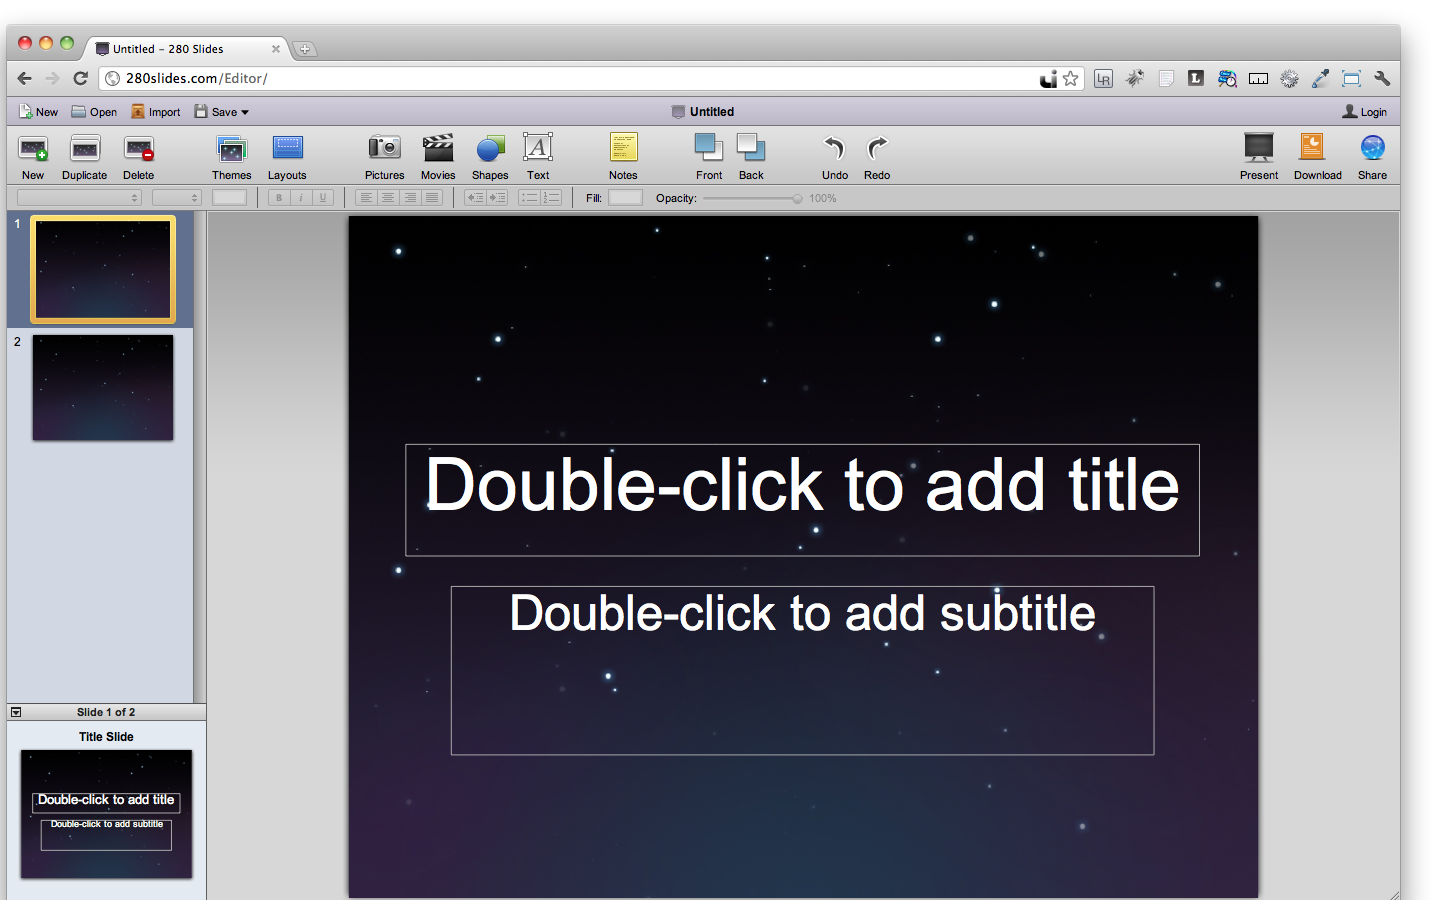 Untitled – 280 Slides
280slides.com/Editor/
LR
L
New Open Import Save Untitled Login
New Duplicate Delete Themes Layouts Pictures Movies Shapes Text Notes Front Back Undo Redo Present Download Share
A
B i U Fill: Opacity: 100%
1
2
Double-click to add title
Double-click to add subtitle
Slide 1 of 2
Title Slide
Double-click to add title
Double-click to add subtitle